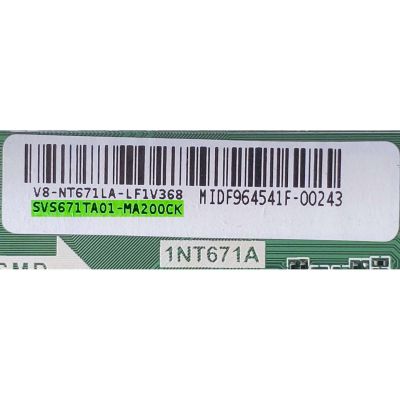 V8-NT671LA-LF1V368 MIDF964541F-00243
SVS671TA01-MA200CK
1NT671A